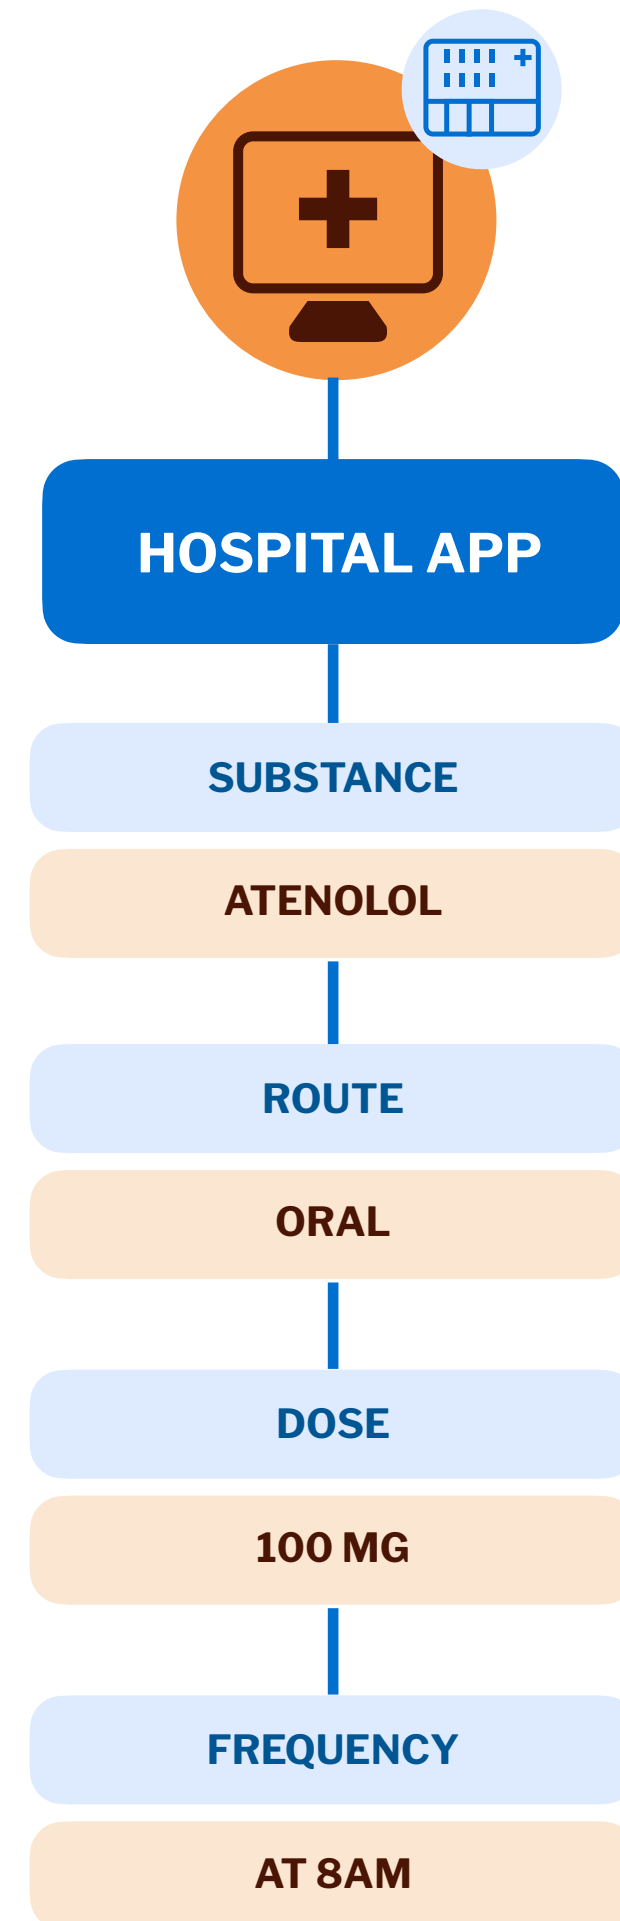 HOSPITAL APP
SUBSTANCE
ATENOLOL
ROUTE
ORAL
DOSE
100 MG
FREQUENCY
AT 8AM